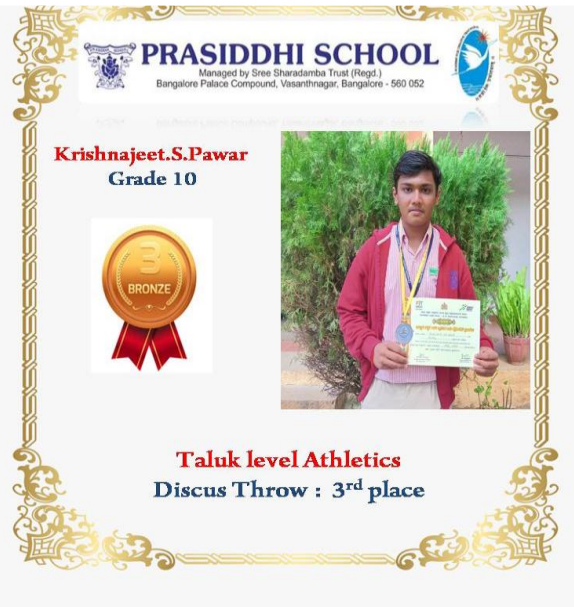 PRASIDDHI SCHOOL
Managed by Sree Sharadamba Trust (Regd.)
Bangalore Palace Compound, Vasanthnagar, Bangalore - 560 052
Krishnajeet.S.Pawar
Grade 10
3
BRONZE
Taluk level Athletics
Discus Throw : 3rd place